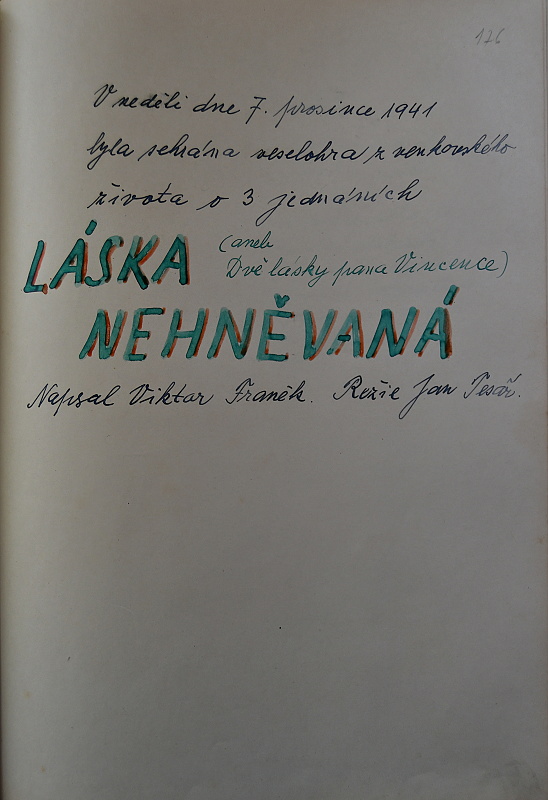 126
V neděli dne 7. prosince 1941
byla sehrána veselohra z venkovského
života o 3 jednáních
LÁSKA (aneb
Dvě lásky pana Vincence)
NEHNĚVANÁ
Napsal Viktor Franěk. Režie Jan Tesař.